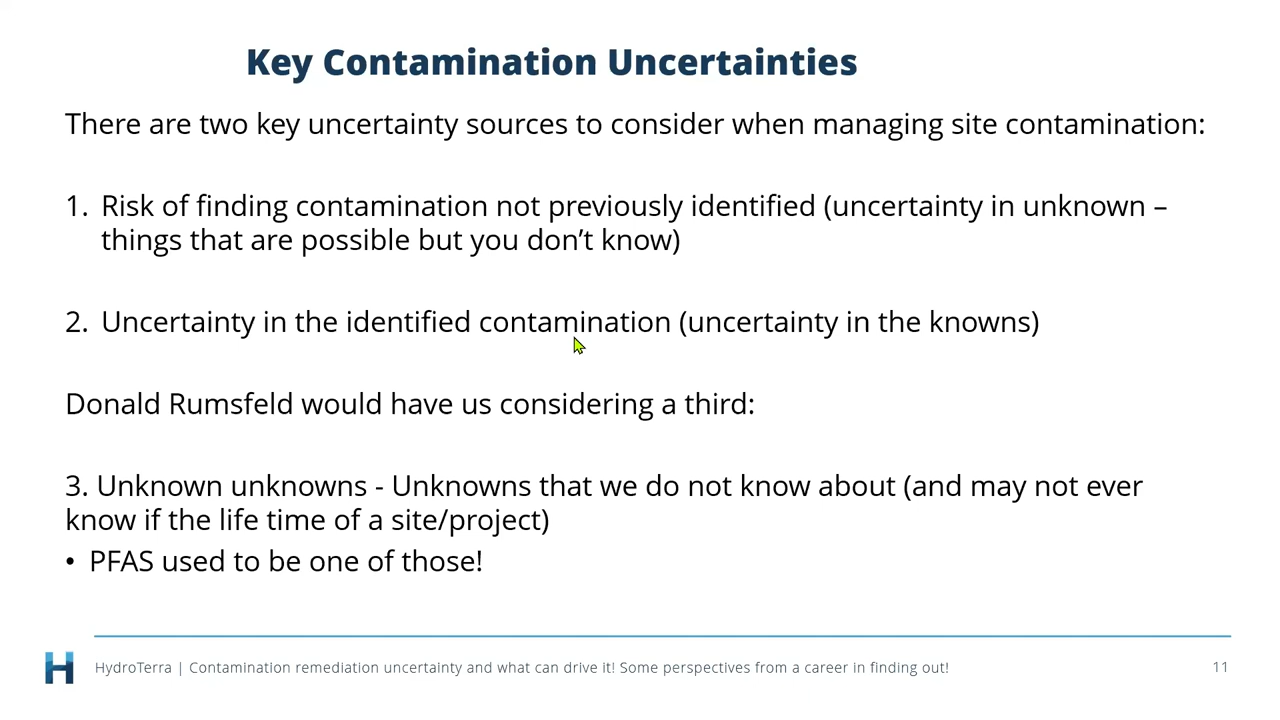 Key Contamination Uncertainties
There are two key uncertainty sources to consider when managing site contamination:
1. Risk of finding contamination not previously identified (uncertainty in unknown –
things that are possible but you don’t know)
2. Uncertainty in the identified contamination (uncertainty in the knowns)
Donald Rumsfeld would have us considering a third:
3. Unknown unknowns - Unknowns that we do not know about (and may not ever
know if the life time of a site/project)
• PFAS used to be one of those!
HydroTerra | Contamination remediation uncertainty and what can drive it! Some perspectives from a career in finding out! 11